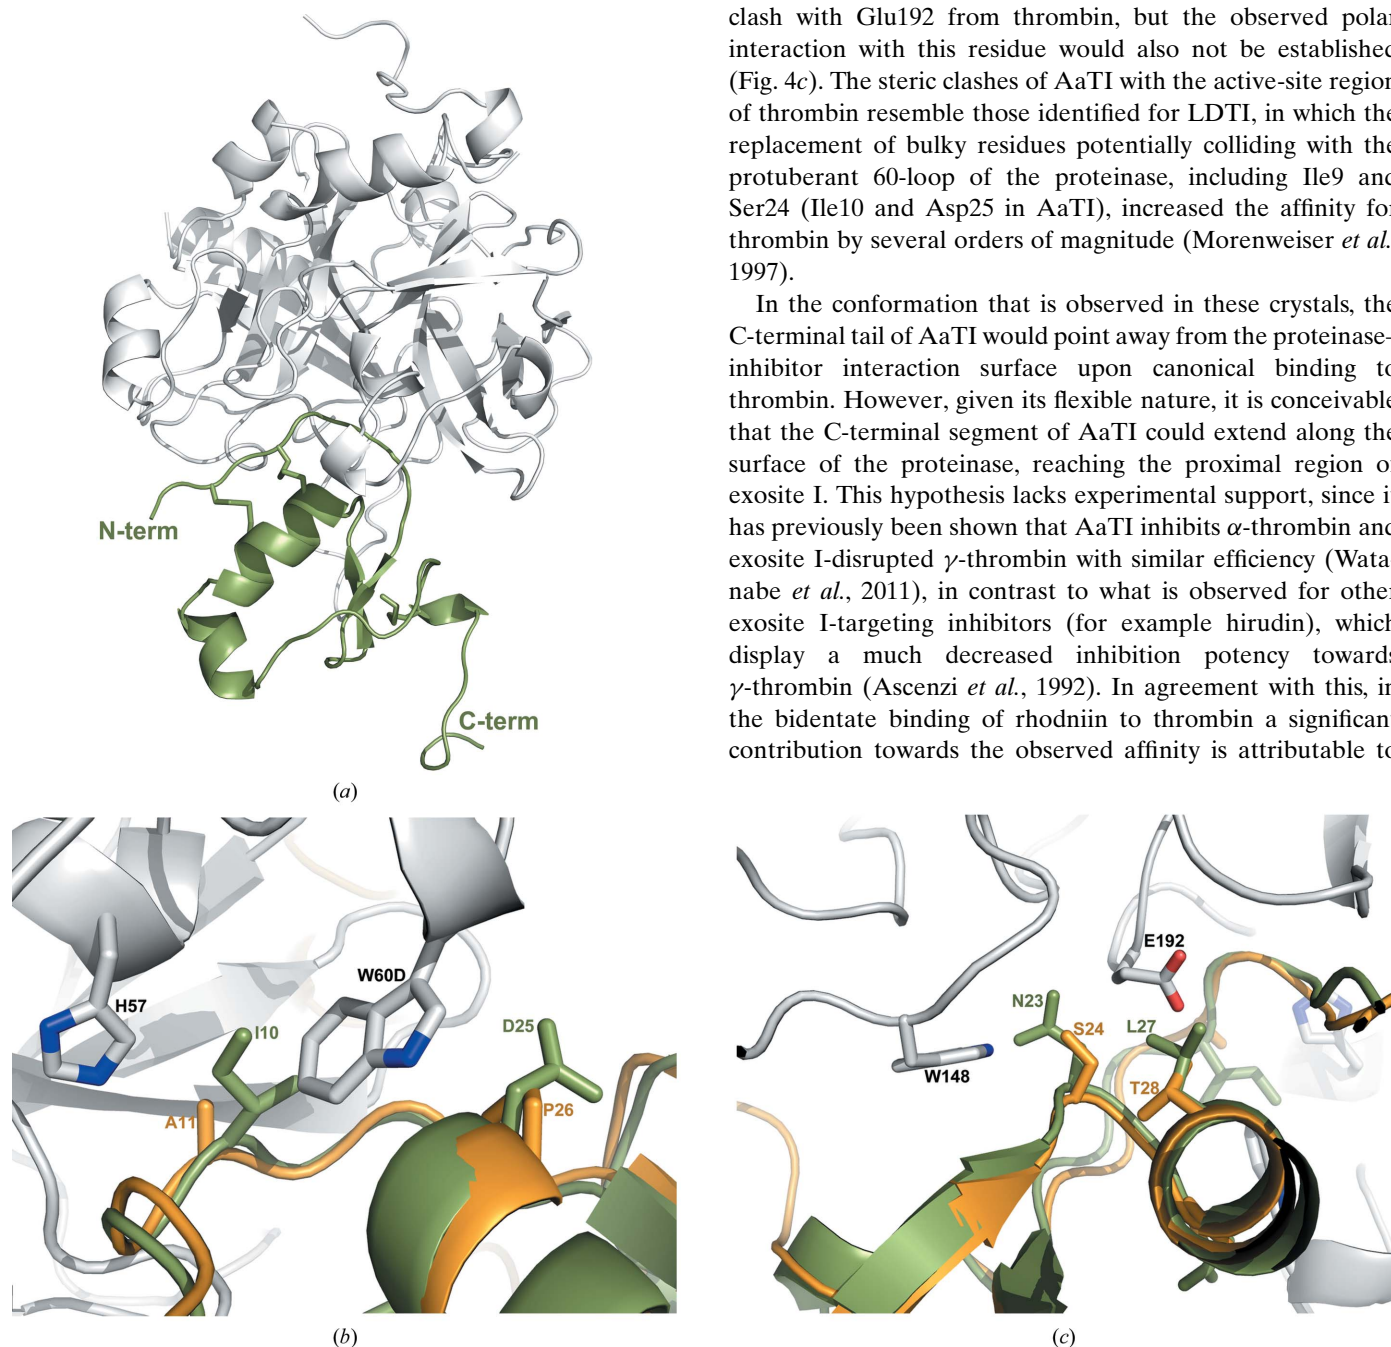 clash with Glu192 from thrombin, but the observed polar
interaction with this residue would also not be established
(Fig. 4c). The steric clashes of AaTI with the active-site region
of thrombin resemble those identified for LDTI, in which the
replacement of bulky residues potentially colliding with the
protuberant 60-loop of the proteinase, including Ile9 and
Ser24 (Ile10 and Asp25 in AaTI), increased the affinity for
thrombin by several orders of magnitude (Morenweiser et al.
1997).
In the conformation that is observed in these crystals, the
C-terminal tail of AaTI would point away from the proteinase–
inhibitor interaction surface upon canonical binding to
thrombin. However, given its flexible nature, it is conceivable
that the C-terminal segment of AaTI could extend along the
surface of the proteinase, reaching the proximal region of
exosite I. This hypothesis lacks experimental support, since it
has previously been shown that AaTI inhibits α-thrombin and
exosite I-disrupted γ-thrombin with similar efficiency (Wata-
nabe et al., 2011), in contrast to what is observed for other
exosite I-targeting inhibitors (for example hirudin), which
display a much decreased inhibition potency towards
γ-thrombin (Ascenzi et al., 1992). In agreement with this, in
the bidentate binding of rhodniin to thrombin a significant
contribution towards the observed affinity is attributable to
N-term
C-term
(a)
H57
I10
W60D
D25
A11
P26
(b)
E192
N23
S24
L27
W148
T28
(c)